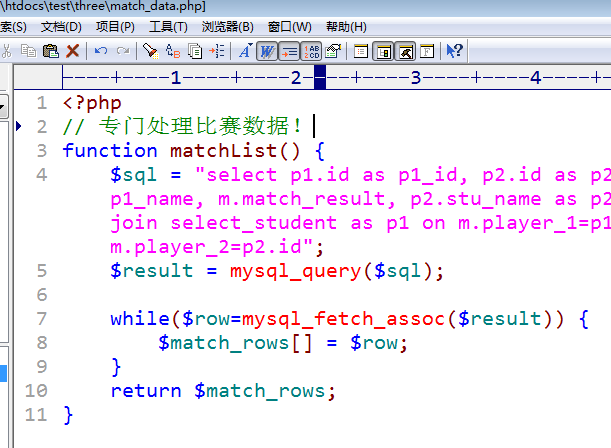 \htdocs\test\three\match_data.php]
索(S) 文档(D) 项目(P) 工具(T) 浏览器(B) 窗口(W) 帮助(H)
----+----1----+----2----+----3----+----4----+--
1 <?php
2 // 专门处理比赛数据！
3 function matchList() {
4 $sql = "select p1.id as p1_id, p2.id as p2
p1_name, m.match_result, p2.stu_name as p2
join select_student as p1 on m.player_1=p1
m.player_2=p2.id";
5 $result = mysql_query($sql);
6
7 while($row=mysql_fetch_assoc($result)) {
8 $match_rows[] = $row;
9 }
10 return $match_rows;
11 }